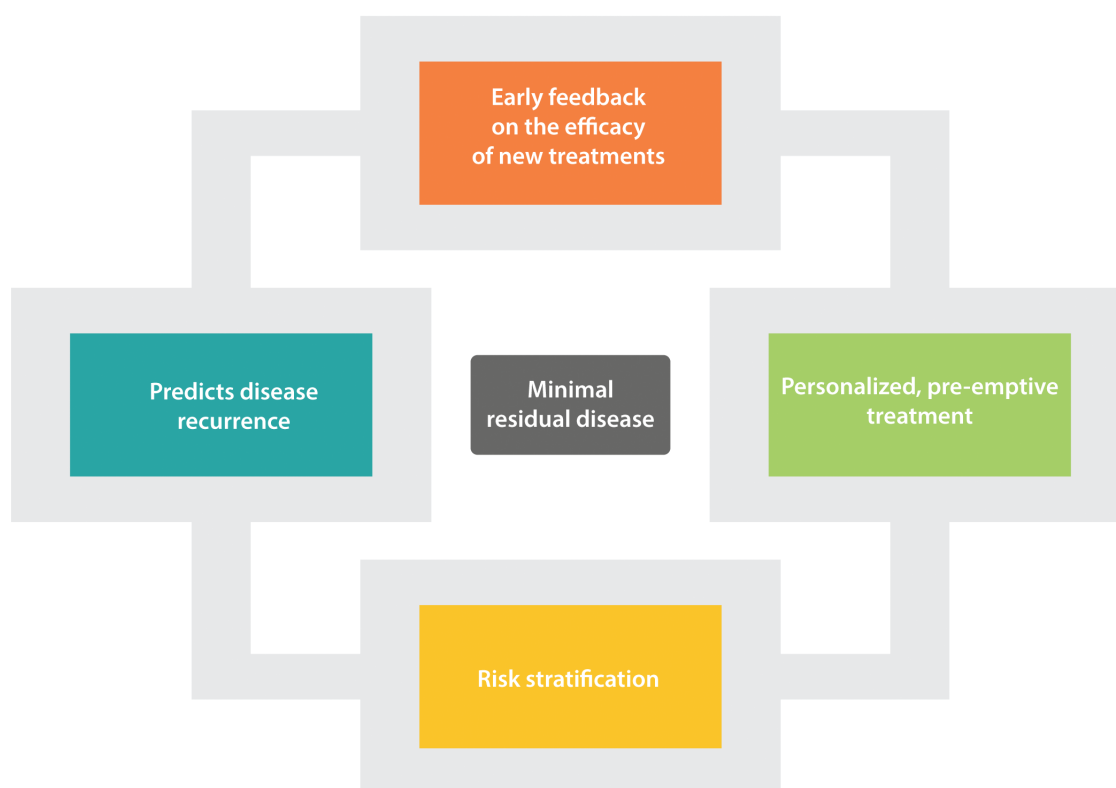 Early feedback
on the efficacy
of new treatments
Predicts disease
recurrence
Minimal
residual disease
Personalized, pre-emptive
treatment
Risk stratification